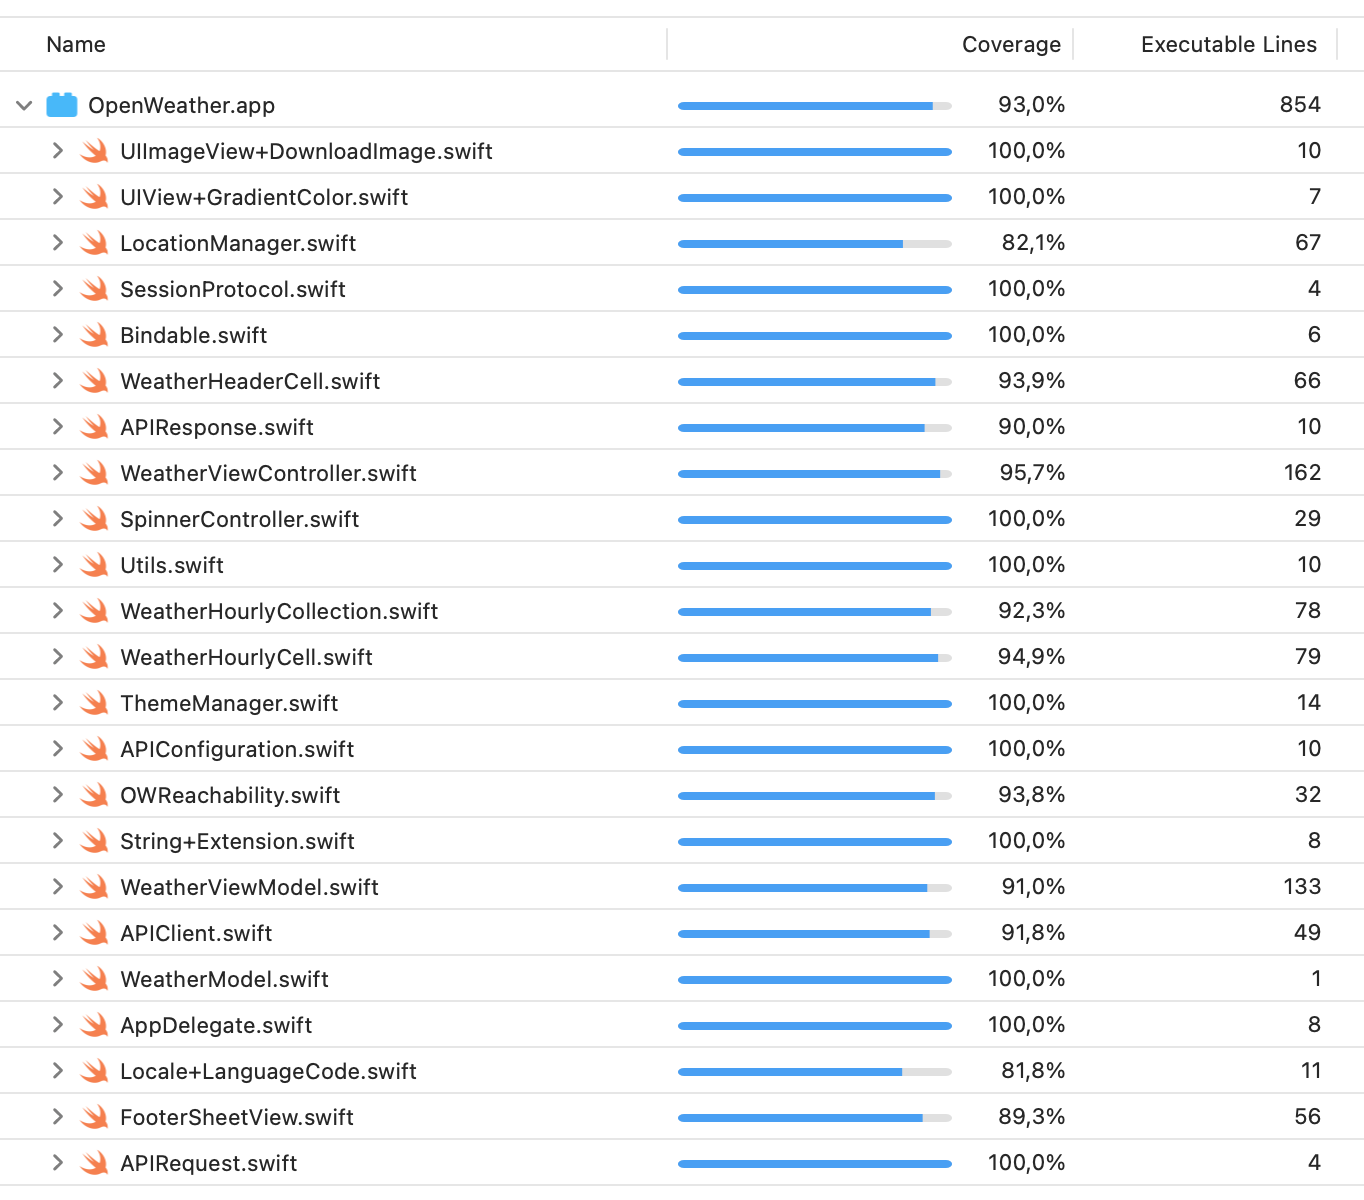 Name Coverage Executable Lines
OpenWeather.app 93,0% 854
UIImageView+DownloadImage.swift 100,0% 10
UIView+GradientColor.swift 100,0% 7
LocationManager.swift 82,1% 67
SessionProtocol.swift 100,0% 4
Bindable.swift 100,0% 6
WeatherHeaderCell.swift 93,9% 66
APIResponse.swift 90,0% 10
WeatherViewController.swift 95,7% 162
SpinnerController.swift 100,0% 29
Utils.swift 100,0% 10
WeatherHourlyCollection.swift 92,3% 78
WeatherHourlyCell.swift 94,9% 79
ThemeManager.swift 100,0% 14
APIConfiguration.swift 100,0% 10
OWReachability.swift 93,8% 32
String+Extension.swift 100,0% 8
WeatherViewModel.swift 91,0% 133
APIClient.swift 91,8% 49
WeatherModel.swift 100,0% 1
AppDelegate.swift 100,0% 8
Locale+LanguageCode.swift 81,8% 11
FooterSheetView.swift 89,3% 56
APIRequest.swift 100,0% 4